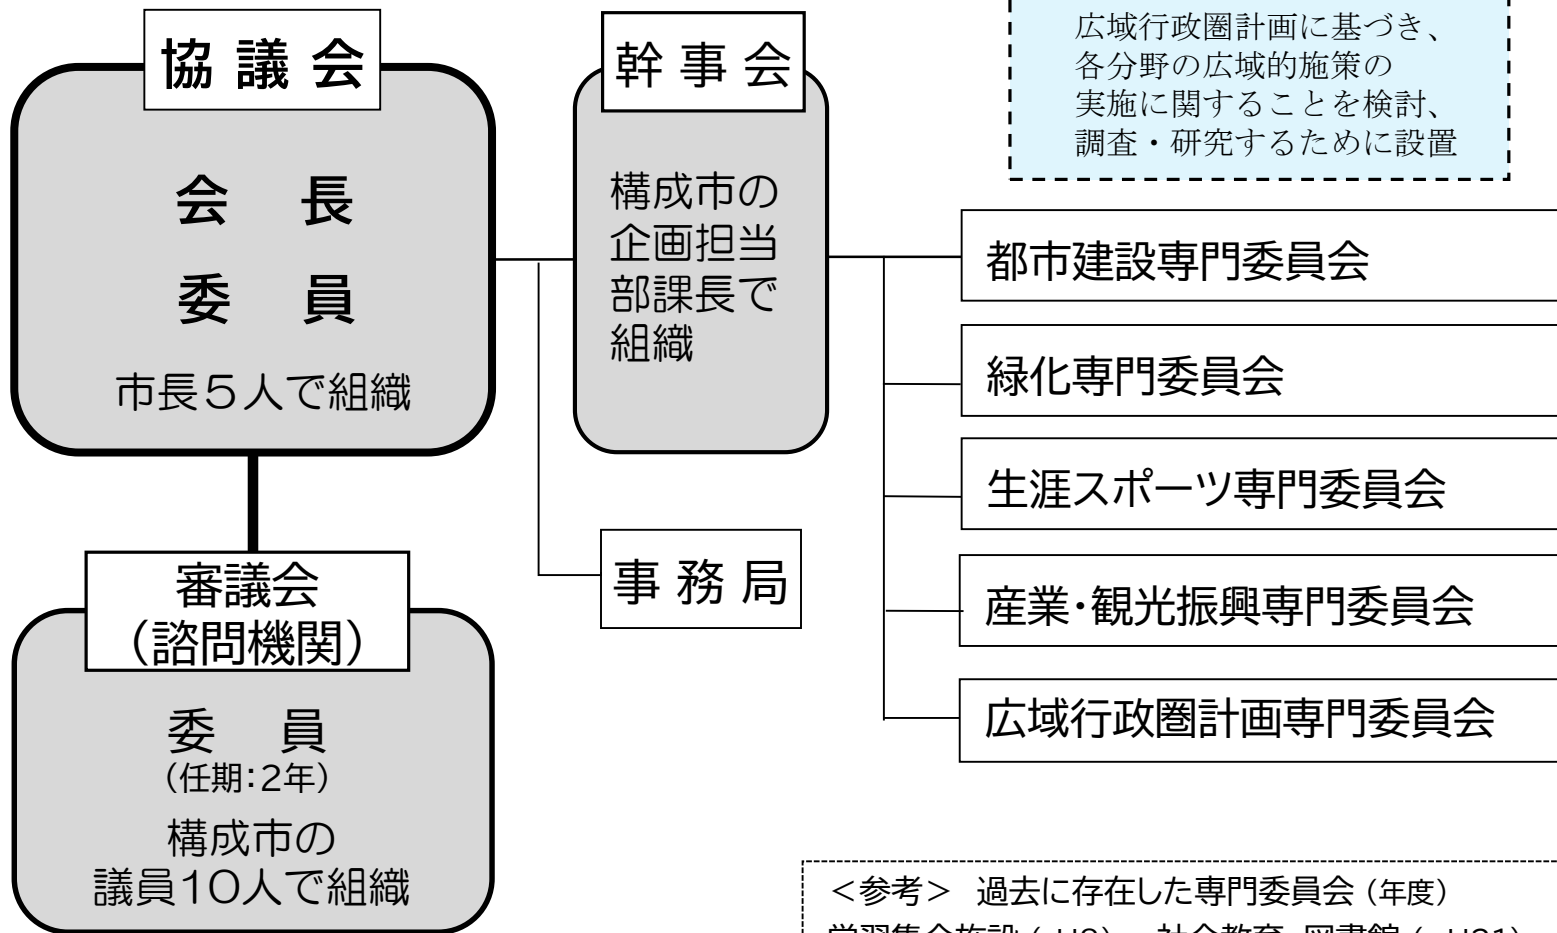 協 議 会
会　長
委　員
市長５人で組織
審議会
（諮問機関）
委　員
（任期：２年）
構成市の
議員１０人で組織
幹 事 会
構成市の
企画担当
部課長で
組織
事 務 局
広域行政圏計画に基づき、
各分野の広域的施策の
実施に関することを検討、
調査・研究するために設置
都市建設専門委員会
緑化専門委員会
生涯スポーツ専門委員会
産業・観光振興専門委員会
広域行政圏計画専門委員会
＜参考＞　過去に存在した専門委員会（年度）